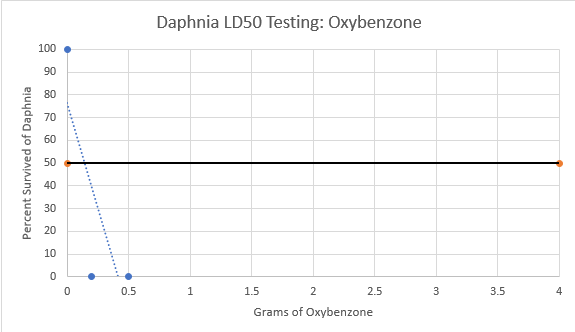 Daphnia LD50 Testing: Oxybenzone
Percent Survived of Daphnia
100
90
80
70
60
50
40
30
20
10
0
0 0.5 1 1.5 2 2.5 3 3.5 4
Grams of Oxybenzone